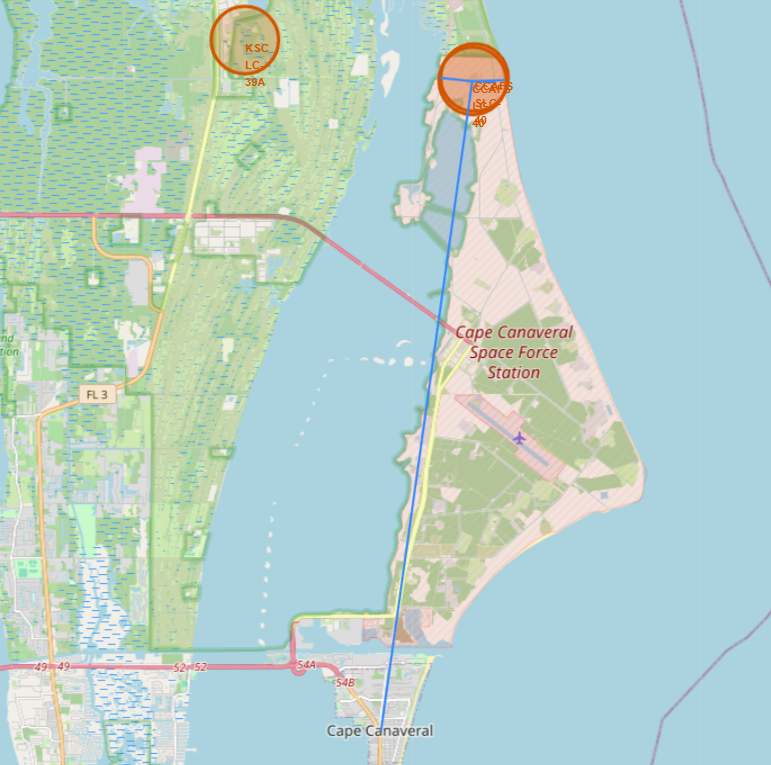 KSC
LC-
39A
CCAFS
SLC-
40
40
Cape Canaveral
Space Force
Station
FL 3
49
49
52
52
54A
54B
Cape Canaveral